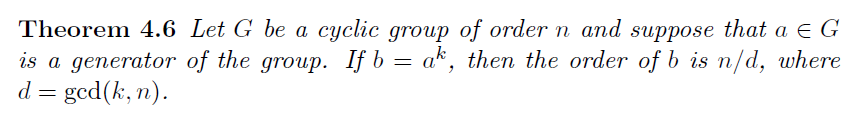 Theorem 4.6 Let G be a cyclic group of order n and suppose that a ∈ G
is a generator of the group. If b = aᵏ, then the order of b is n/d, where
d = gcd(k, n).